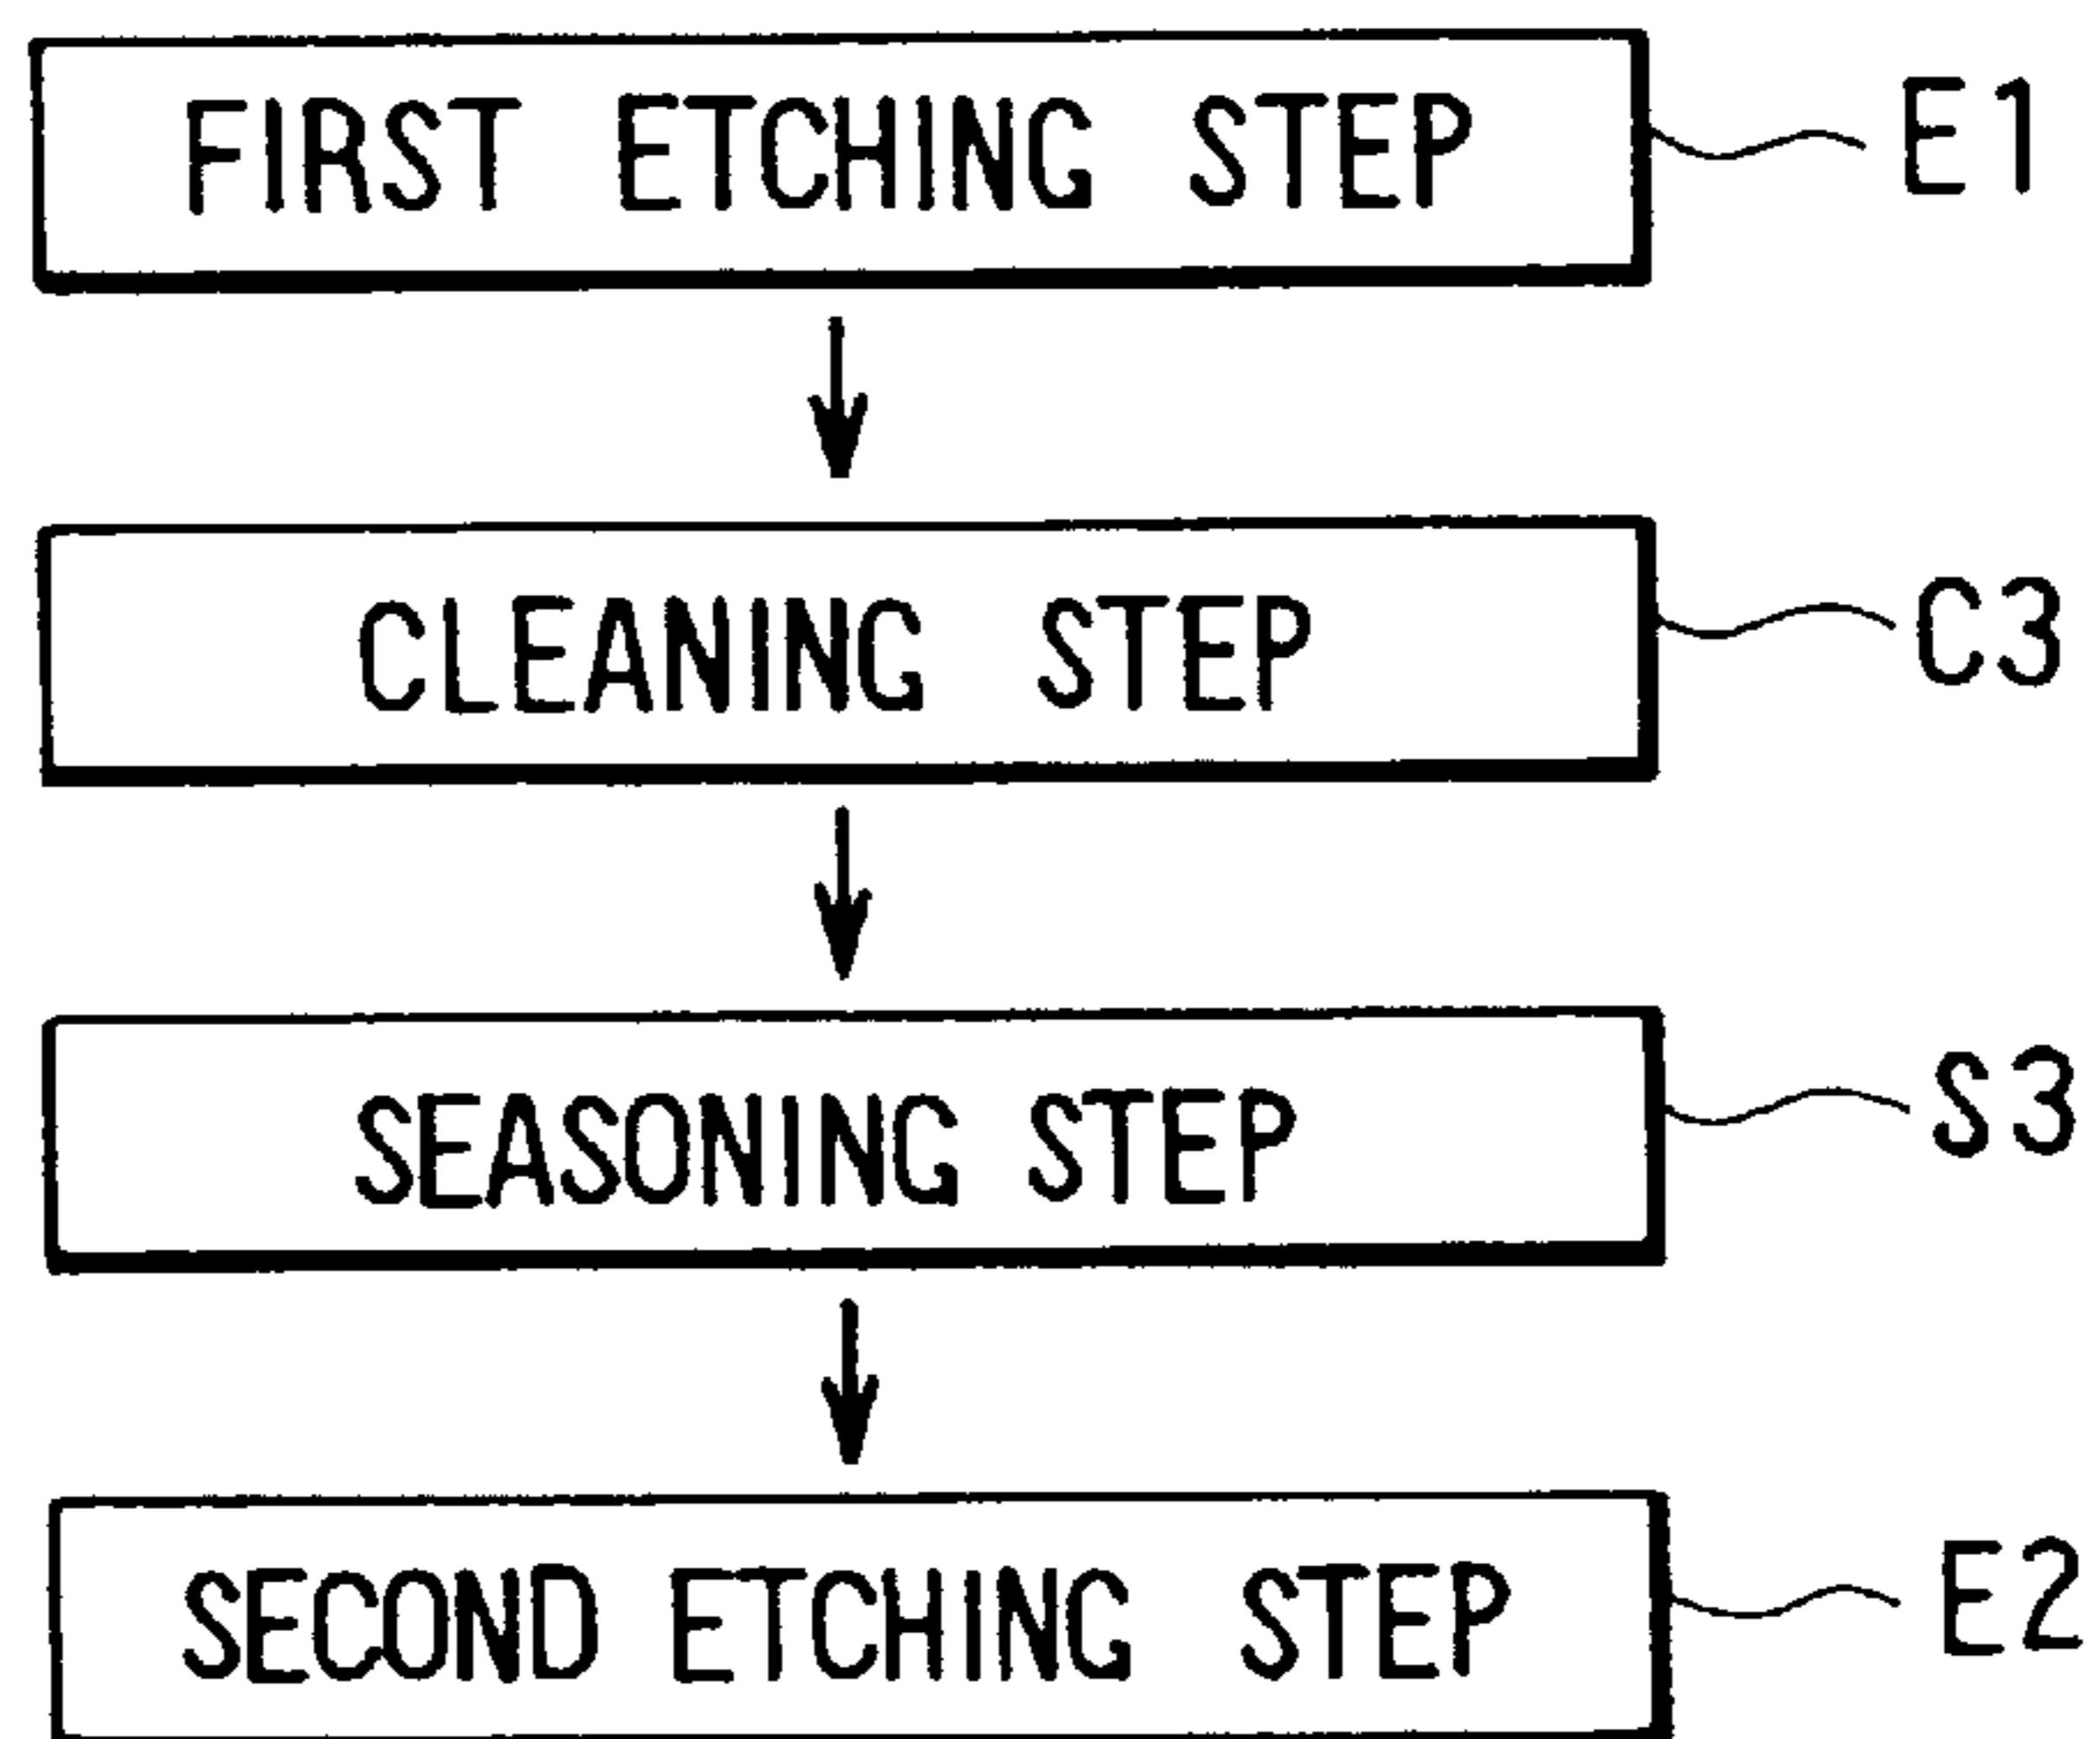 FIRST ETCHING STEP E1
CLEANING STEP C3
SEASONING STEP S3
SECOND ETCHING STEP E2